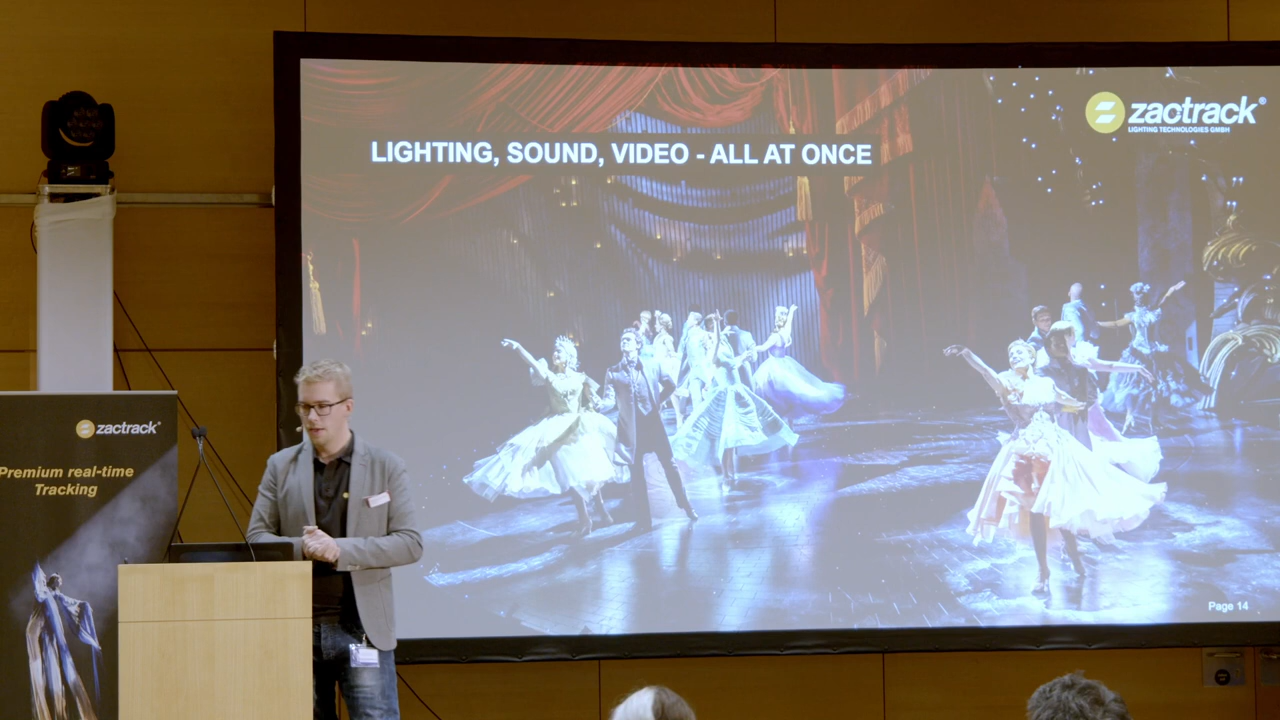 zactrack®
LIGHTING TECHNOLOGIES GMBH
LIGHTING, SOUND, VIDEO - ALL AT ONCE
zactrack®
Premium real-time
Tracking
Page 14